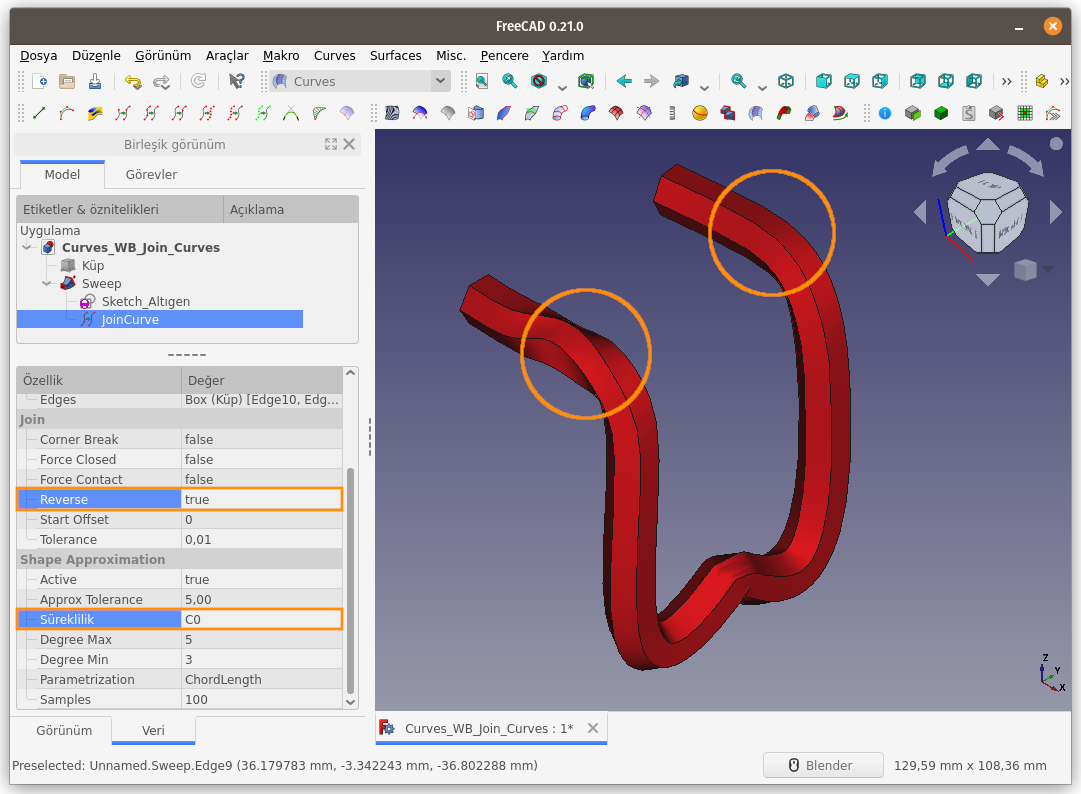 FreeCAD 0.21.0
Dosya Düzenle Görünüm Araçlar Makro Curves Surfaces Misc. Pencere Yardım
Curves
Birleşik görünüm
Model Görevler
Etiketler & öznitelikleri Açıklama
Uygulama
Curves_WB_Join_Curves
Küp
Sweep
Sketch_Altıgen
JoinCurve
Özellik Değer
Edges Box (Küp) [Edge10, Edg...
Join
Corner Break false
Force Closed false
Force Contact false
Reverse true
Start Offset 0
Tolerance 0,01
Shape Approximation
Active true
Approx Tolerance 5,00
Süreklilik C0
Degree Max 5
Degree Min 3
Parametrization ChordLength
Samples 100
Görünüm Veri
Z
Y
X
Curves_WB_Join_Curves : 1*
Preselected: Unnamed.Sweep.Edge9 (36.179783 mm, -3.342243 mm, -36.802288 mm) Blender 129,59 mm x 108,36 mm